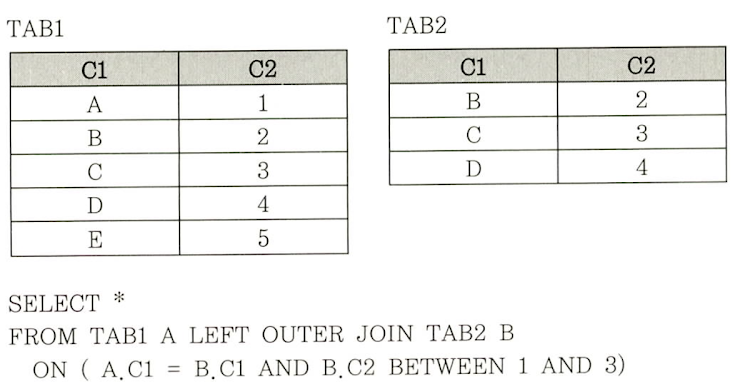 TAB1
C1 C2
A 1
B 2
C 3
D 4
E 5
TAB2
C1 C2
B 2
C 3
D 4
SELECT *
FROM TAB1 A LEFT OUTER JOIN TAB2 B
ON ( A.C1 = B.C1 AND B.C2 BETWEEN 1 AND 3)